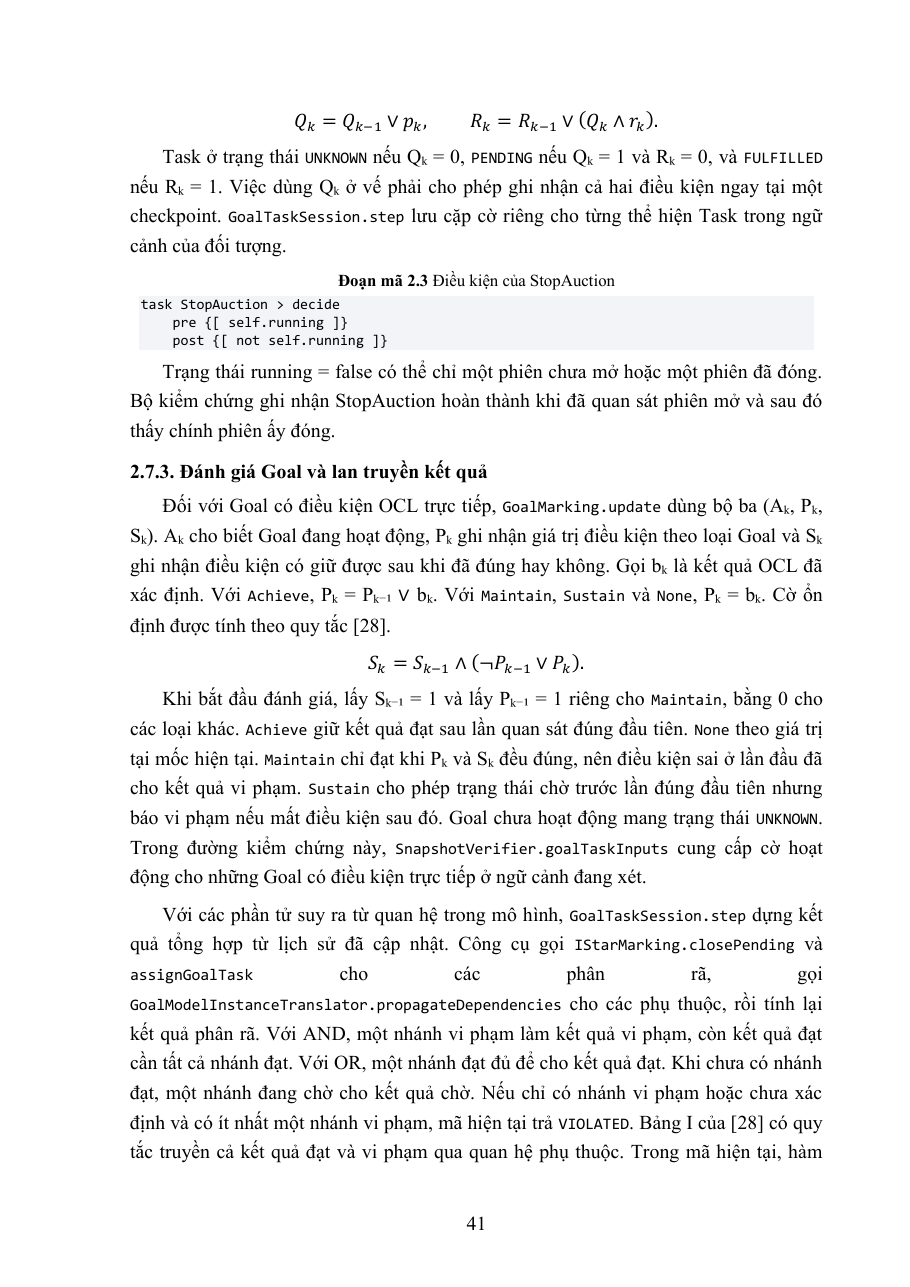 Qₖ = Qₖ₋₁ ∨ pₖ, Rₖ = Rₖ₋₁ ∨ (Qₖ ∧ rₖ).
Task ở trạng thái UNKNOWN nếu Qₖ = 0, PENDING nếu Qₖ = 1 và Rₖ = 0, và FULFILLED
nếu Rₖ = 1. Việc dùng Qₖ ở vế phải cho phép ghi nhận cả hai điều kiện ngay tại một
checkpoint. GoalTaskSession.step lưu cặp cờ riêng cho từng thể hiện Task trong ngữ
cảnh của đối tượng.
Đoạn mã 2.3 Điều kiện của StopAuction
task StopAuction > decide
    pre {[ self.running ]}
    post {[ not self.running ]}
Trạng thái running = false có thể chỉ một phiên chưa mở hoặc một phiên đã đóng.
Bộ kiểm chứng ghi nhận StopAuction hoàn thành khi đã quan sát phiên mở và sau đó
thấy chính phiên ấy đóng.
2.7.3. Đánh giá Goal và lan truyền kết quả
Đối với Goal có điều kiện OCL trực tiếp, GoalMarking.update dùng bộ ba (Aₖ, Pₖ,
Sₖ). Aₖ cho biết Goal đang hoạt động, Pₖ ghi nhận giá trị điều kiện theo loại Goal và Sₖ
ghi nhận điều kiện có giữ được sau khi đã đúng hay không. Gọi bₖ là kết quả OCL đã
xác định. Với Achieve, Pₖ = Pₖ₋₁ ∨ bₖ. Với Maintain, Sustain và None, Pₖ = bₖ. Cờ ổn
định được tính theo quy tắc [28].
Sₖ = Sₖ₋₁ ∧ (¬Pₖ₋₁ ∨ Pₖ).
Khi bắt đầu đánh giá, lấy Sₖ₋₁ = 1 và lấy Pₖ₋₁ = 1 riêng cho Maintain, bằng 0 cho
các loại khác. Achieve giữ kết quả đạt sau lần quan sát đúng đầu tiên. None theo giá trị
tại mốc hiện tại. Maintain chỉ đạt khi Pₖ và Sₖ đều đúng, nên điều kiện sai ở lần đầu đã
cho kết quả vi phạm. Sustain cho phép trạng thái chờ trước lần đúng đầu tiên nhưng
báo vi phạm nếu mất điều kiện sau đó. Goal chưa hoạt động mang trạng thái UNKNOWN.
Trong đường kiểm chứng này, SnapshotVerifier.goalTaskInputs cung cấp cờ hoạt
động cho những Goal có điều kiện trực tiếp ở ngữ cảnh đang xét.
Với các phần tử suy ra từ quan hệ trong mô hình, GoalTaskSession.step dựng kết
quả tổng hợp từ lịch sử đã cập nhật. Công cụ gọi IStarMarking.closePending và
assignGoalTask cho các phân rã, gọi
GoalModelInstanceTranslator.propagateDependencies cho các phụ thuộc, rồi tính lại
kết quả phân rã. Với AND, một nhánh vi phạm làm kết quả vi phạm, còn kết quả đạt
cần tất cả nhánh đạt. Với OR, một nhánh đạt đủ để cho kết quả đạt. Khi chưa có nhánh
đạt, một nhánh đang chờ cho kết quả chờ. Nếu chỉ có nhánh vi phạm hoặc chưa xác
định và có ít nhất một nhánh vi phạm, mã hiện tại trả VIOLATED. Bảng I của [28] có quy
tắc truyền cả kết quả đạt và vi phạm qua quan hệ phụ thuộc. Trong mã hiện tại, hàm
41